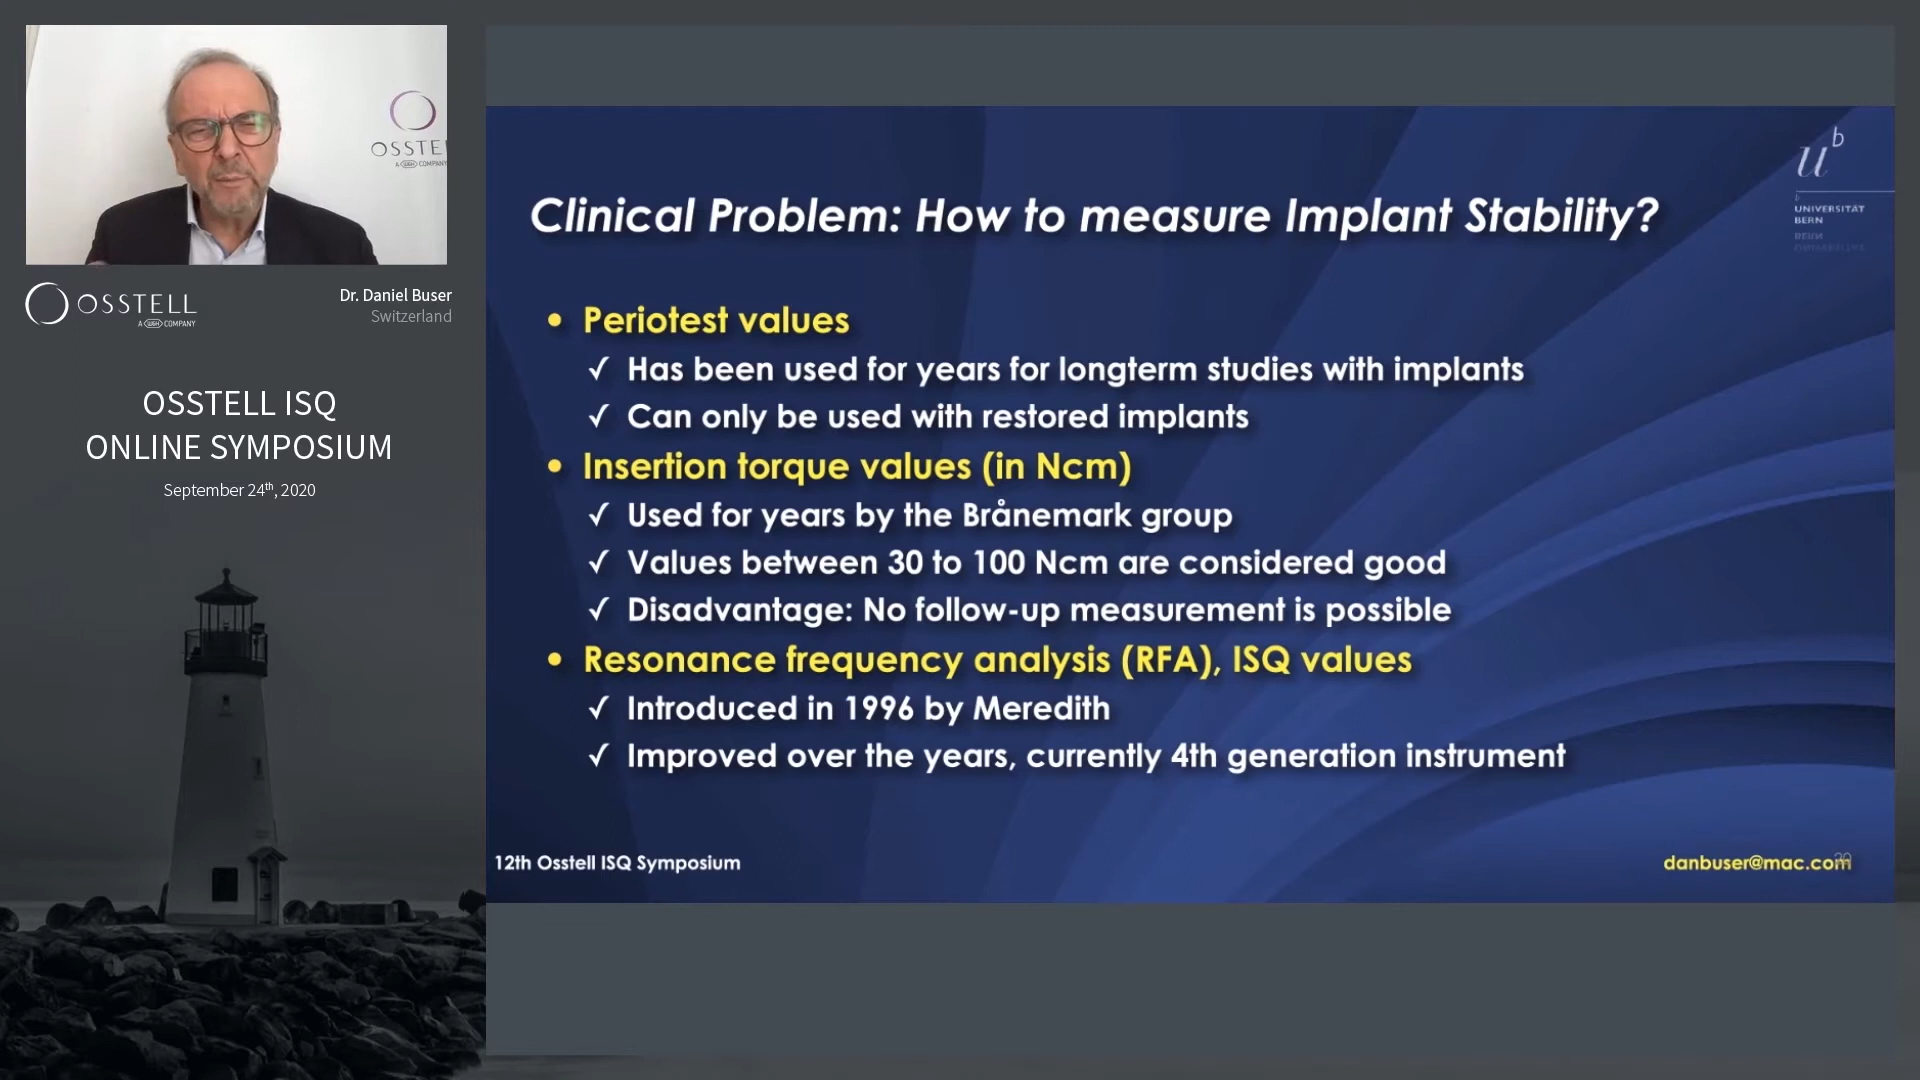 OSSTE
A W&H COMPANY
OSSTELL
A W&H COMPANY
Dr. Daniel Buser
Switzerland
OSSTELL ISQ
ONLINE SYMPOSIUM
September 24th, 2020
u
b
b
UNIVERSITÄT
BERN
Clinical Problem: How to measure Implant Stability?
• Periotest values
✓ Has been used for years for longterm studies with implants
✓ Can only be used with restored implants
• Insertion torque values (in Ncm)
✓ Used for years by the Brånemark group
✓ Values between 30 to 100 Ncm are considered good
✓ Disadvantage: No follow-up measurement is possible
• Resonance frequency analysis (RFA), ISQ values
✓ Introduced in 1996 by Meredith
✓ Improved over the years, currently 4th generation instrument
12th Osstell ISQ Symposium
danbuser@mac.com